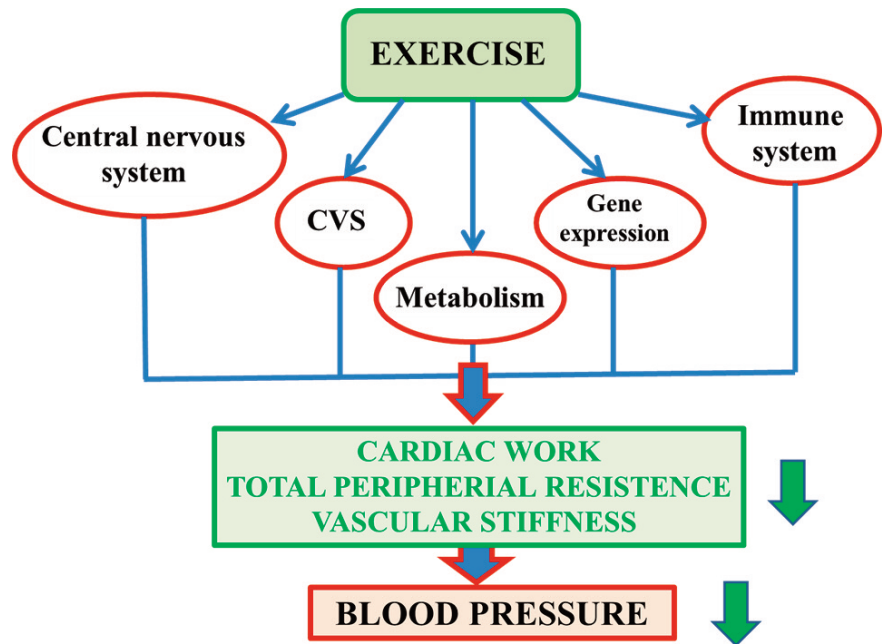 EXERCISE
Central nervous
system
Immune
system
CVS
Gene
expression
Metabolism
CARDIAC WORK
TOTAL PERIPHERIAL RESISTENCE
VASCULAR STIFFNESS
BLOOD PRESSURE